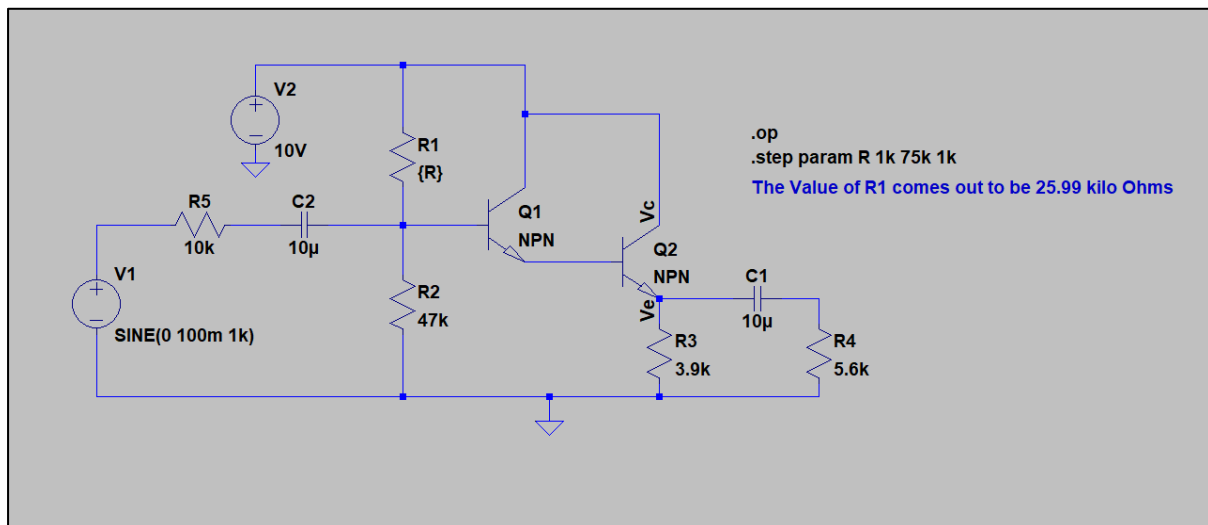 V2
10V
R1
{R}
.op
.step param R 1k 75k 1k
The Value of R1 comes out to be 25.99 kilo Ohms
R5
10k
C2
10µ
Q1
NPN
Vc
Q2
NPN
V1
SINE(0 100m 1k)
R2
47k
Ve
C1
10µ
R3
3.9k
R4
5.6k